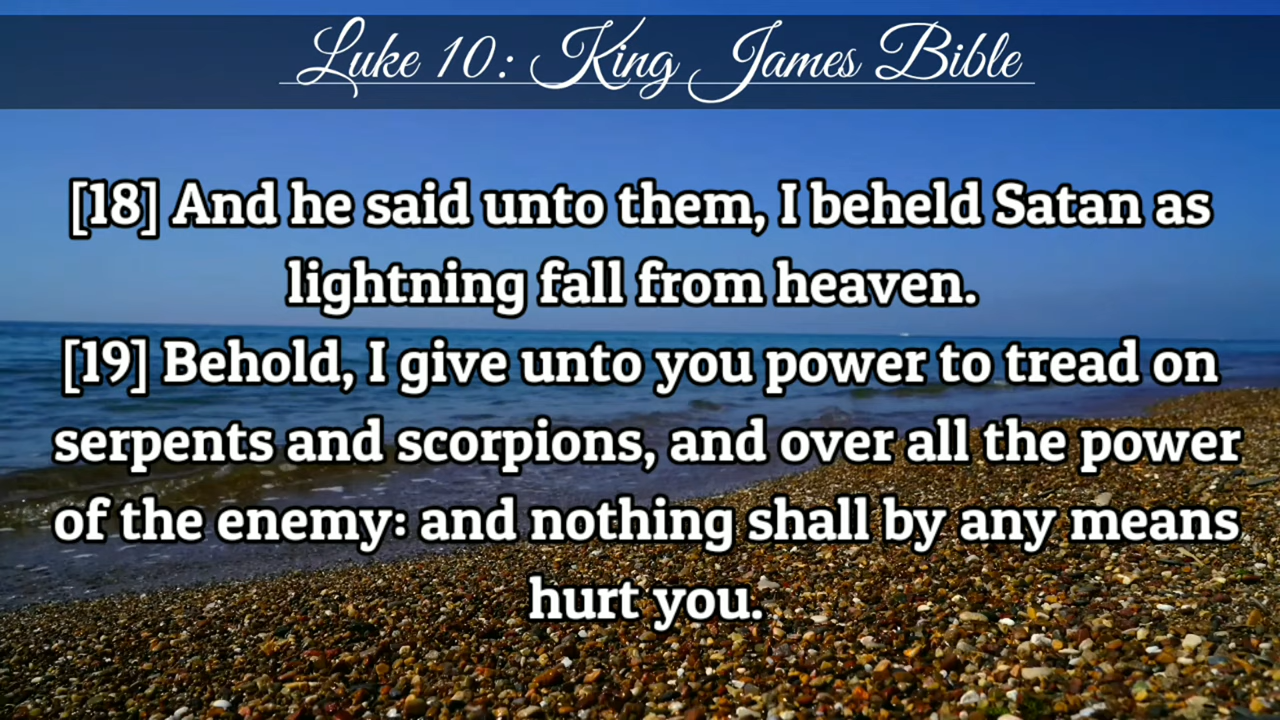 Luke 10: King James Bible
[18] And he said unto them, I beheld Satan as
lightning fall from heaven.
[19] Behold, I give unto you power to tread on
serpents and scorpions, and over all the power
of the enemy: and nothing shall by any means
hurt you.